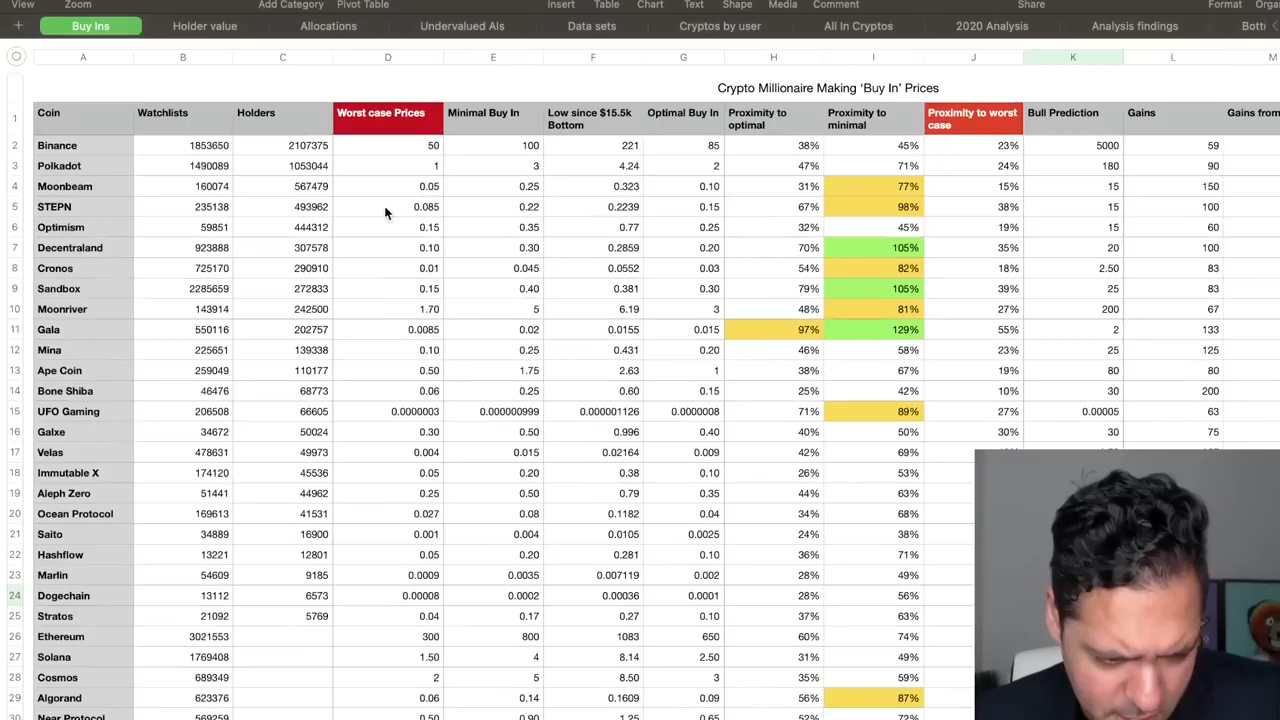 View Zoom Add Category Pivot Table Insert Table Chart Text Shape Media Comment Share Format
+ Buy Ins Holder value Allocations Undervalued AIs Data sets Cryptos by user All In Cryptos 2020 Analysis Analysis findings
A B C D E F G H I J K L M
Crypto Millionaire Making ‘Buy In’ Prices
1 Coin Watchlists Holders Worst case Prices Minimal Buy In Low since $15.5k Bottom Optimal Buy In Proximity to optimal Proximity to minimal Proximity to worst case Bull Prediction Gains Gains from
2 Binance 1853650 2107375 50 100 221 85 38% 45% 23% 5000 59
3 Polkadot 1490089 1053044 1 3 4.24 2 47% 71% 24% 180 90
4 Moonbeam 160074 567479 0.05 0.25 0.323 0.10 31% 77% 15% 15 150
5 STEPN 235138 493962 0.085 0.22 0.2239 0.15 67% 98% 38% 15 100
6 Optimism 59851 444312 0.15 0.35 0.77 0.25 32% 45% 19% 15 60
7 Decentraland 923888 307578 0.10 0.30 0.2859 0.20 70% 105% 35% 20 100
8 Cronos 725170 290910 0.01 0.045 0.0552 0.03 54% 82% 18% 2.50 83
9 Sandbox 2285659 272833 0.15 0.40 0.381 0.30 79% 105% 39% 25 83
10 Moonriver 143914 242500 1.70 5 6.19 3 48% 81% 27% 200 67
11 Gala 550116 202757 0.0085 0.02 0.0155 0.015 97% 129% 55% 2 133
12 Mina 225651 139338 0.10 0.25 0.431 0.20 46% 58% 23% 25 125
13 Ape Coin 259049 110177 0.50 1.75 2.63 1 38% 67% 19% 80 80
14 Bone Shiba 46476 68773 0.06 0.25 0.60 0.15 25% 42% 10% 30 200
15 UFO Gaming 206508 66605 0.0000003 0.000000999 0.000001126 0.0000008 71% 89% 27% 0.00005 63
16 Galxe 34672 50024 0.30 0.50 0.996 0.40 40% 50% 30% 30 75
17 Velas 478631 49973 0.004 0.015 0.02164 0.009 42% 69%
18 Immutable X 174120 45536 0.05 0.20 0.38 0.10 26% 53%
19 Aleph Zero 51441 44962 0.25 0.50 0.79 0.35 44% 63%
20 Ocean Protocol 169613 41531 0.027 0.08 0.1182 0.04 34% 68%
21 Saito 34889 16900 0.001 0.004 0.0105 0.0025 24% 38%
22 Hashflow 13221 12801 0.05 0.20 0.281 0.10 36% 71%
23 Marlin 54609 9185 0.0009 0.0035 0.007119 0.002 28% 49%
24 Dogechain 13112 6573 0.00008 0.0002 0.00036 0.0001 28% 56%
25 Stratos 21092 5769 0.04 0.17 0.27 0.10 37% 63%
26 Ethereum 3021553 300 800 1083 650 60% 74%
27 Solana 1769408 1.50 4 8.14 2.50 31% 49%
28 Cosmos 689349 2 5 8.50 3 35% 59%
29 Algorand 623376 0.06 0.14 0.1609 0.09 56% 87%
30 Near Protocol 569259 0.50 0.90 1.25 0.65 52% 72%